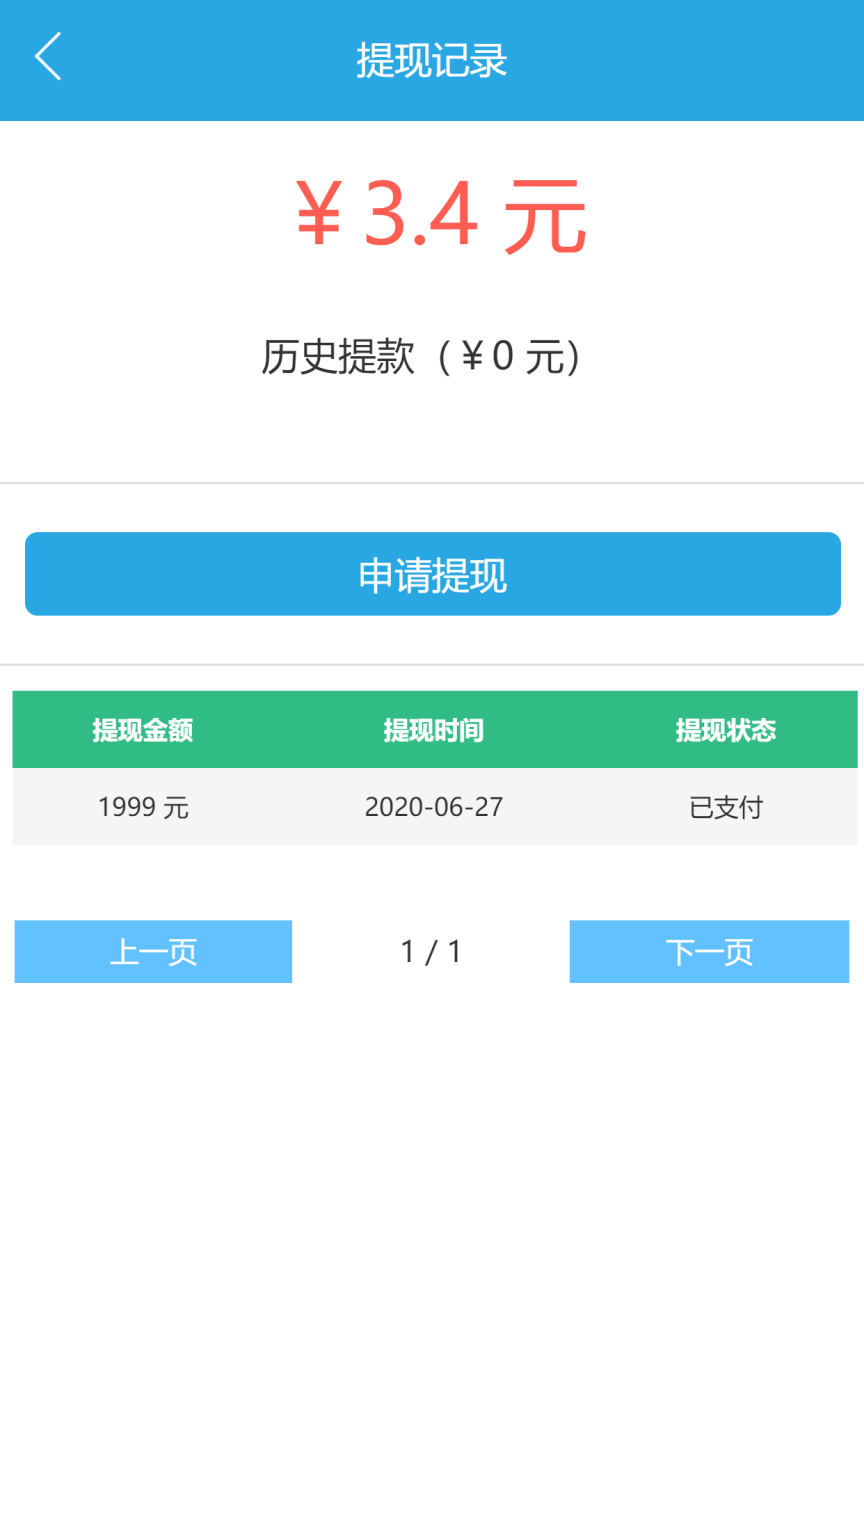 提现记录
￥3.4 元
历史提款（￥0 元）
申请提现
提现金额 提现时间 提现状态
1999 元 2020-06-27 已支付
上一页 1 / 1 下一页